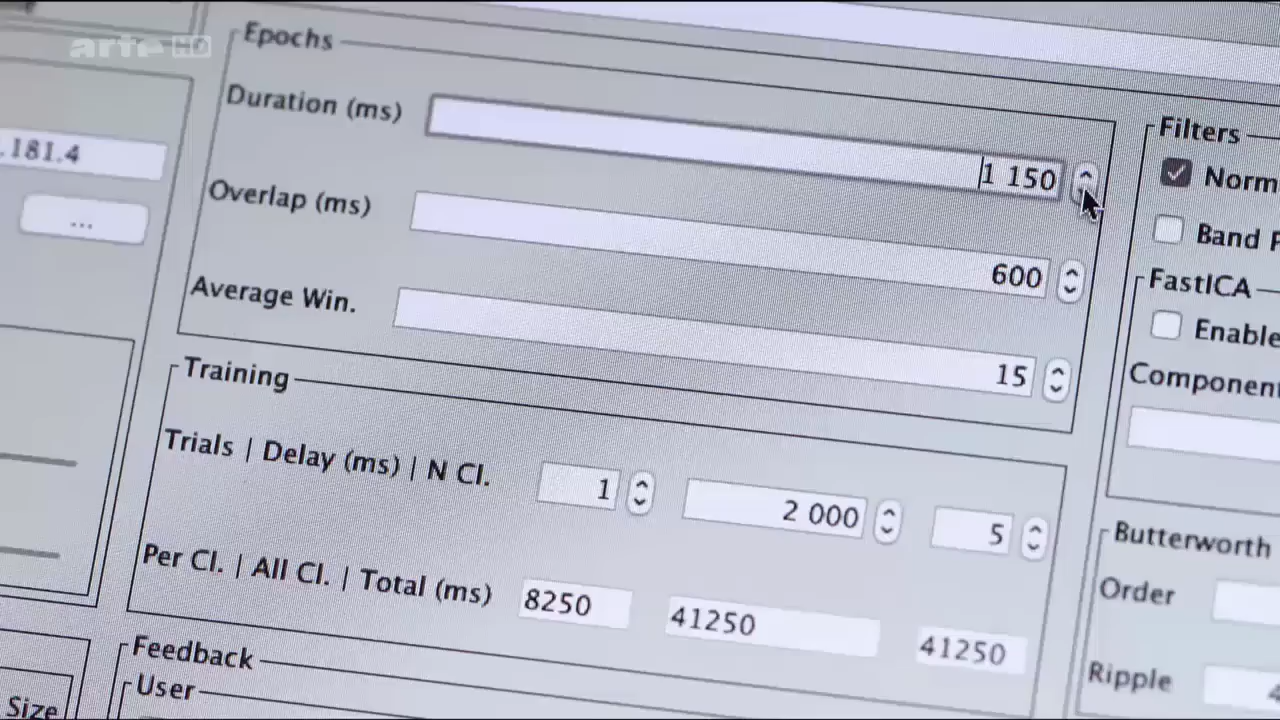 arte HD
Epochs
Duration (ms) 1 150
Overlap (ms) 600
Average Win. 15
Training
Trials | Delay (ms) | N Cl. 1 2 000 5
Per Cl. | All Cl. | Total (ms) 8250 41250 41250
Feedback
User
.181.4
...
Size
Filters
Norm
Band
FastICA
Enable
Component
Butterworth
Order
Ripple